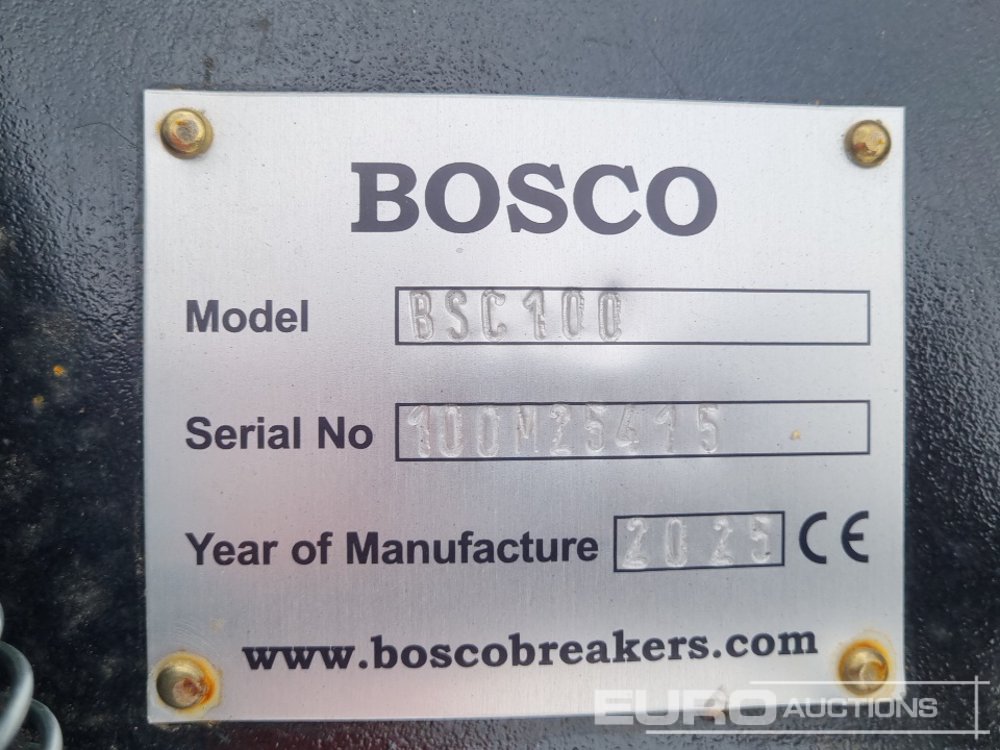 BOSCO
Model BSC100
Serial No 100M25415
Year of Manufacture 2025 CE
www.boscobreakers.com
EURO AUCTIONS